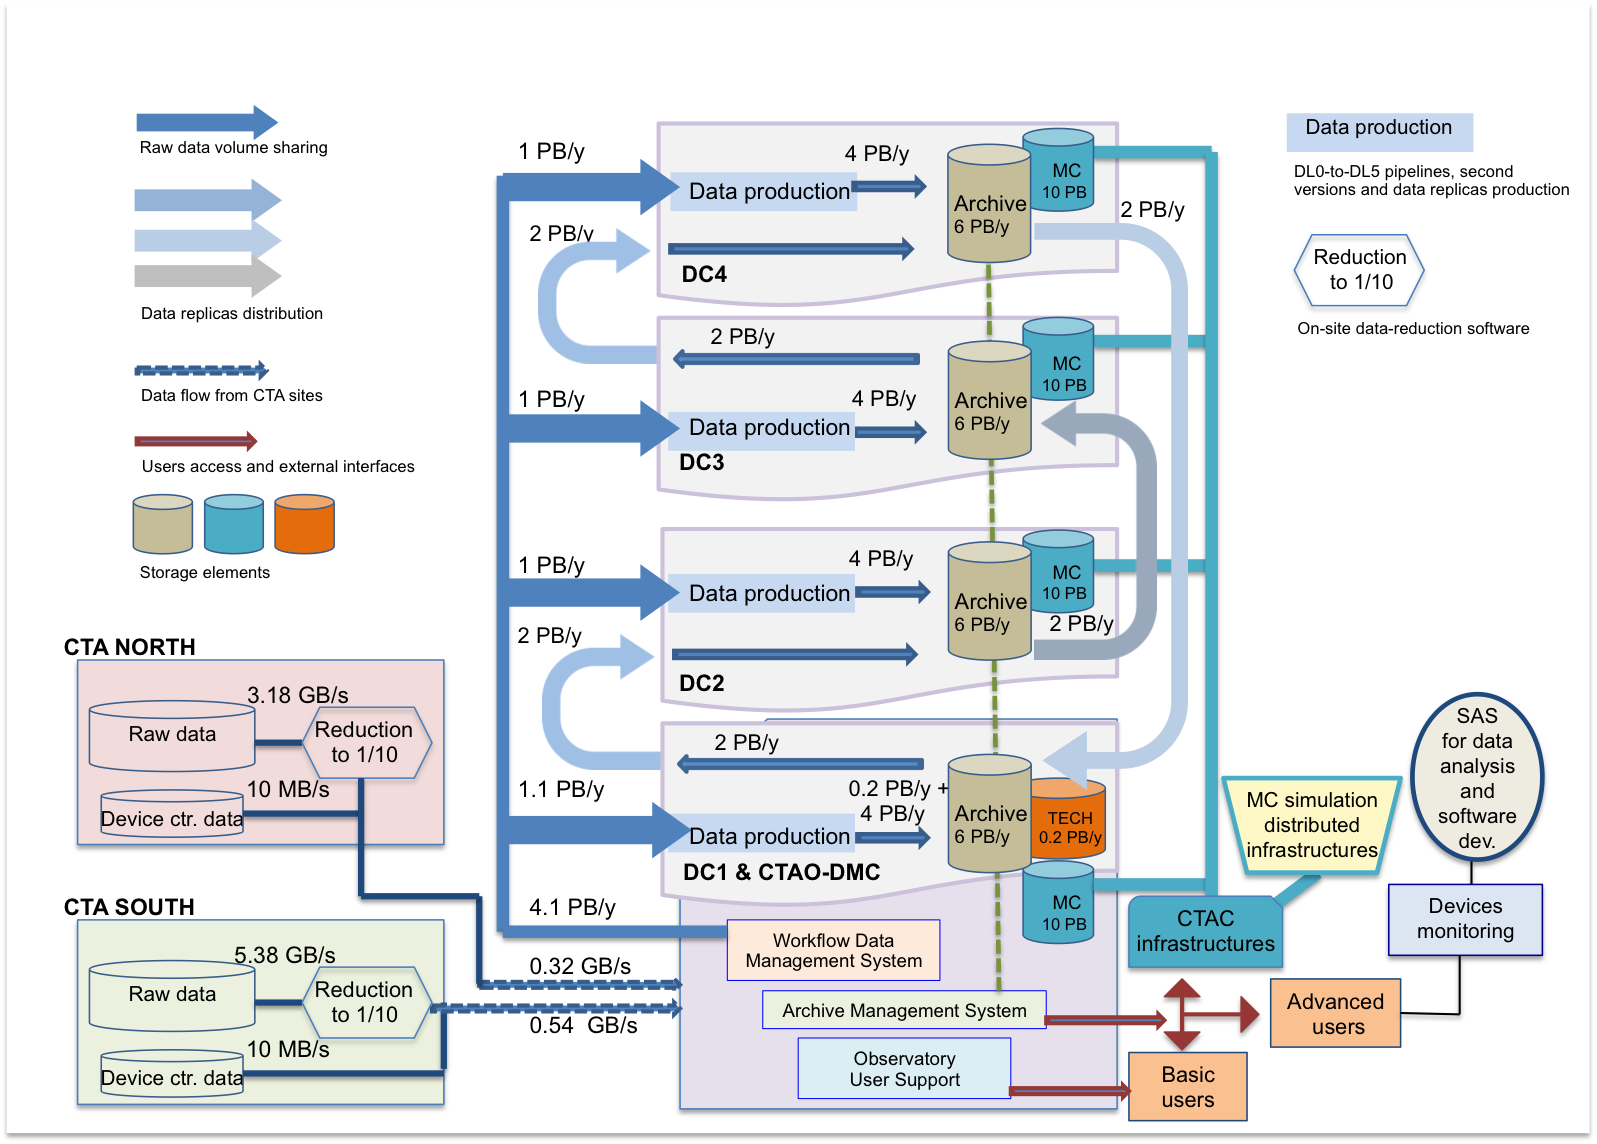 Raw data volume sharing
Data replicas distribution
Data flow from CTA sites
Users access and external interfaces
Storage elements
CTA NORTH
3.18 GB/s
Raw data
Reduction
to 1/10
10 MB/s
Device ctr. data
CTA SOUTH
5.38 GB/s
Raw data
Reduction
to 1/10
10 MB/s
Device ctr. data
1 PB/y
4 PB/y
Data production
MC
10 PB
Archive
6 PB/y
2 PB/y
2 PB/y
DC4
2 PB/y
1 PB/y
4 PB/y
Data production
MC
10 PB
Archive
6 PB/y
DC3
1 PB/y
4 PB/y
Data production
MC
10 PB
Archive
6 PB/y
2 PB/y
2 PB/y
DC2
2 PB/y
1.1 PB/y
0.2 PB/y +
4 PB/y
Data production
Archive
6 PB/y
TECH
0.2 PB/y
DC1 & CTAO-DMC
MC
10 PB
4.1 PB/y
Workflow Data
Management System
0.32 GB/s
0.54 GB/s
Archive Management System
Observatory
User Support
Data production
DL0-to-DL5 pipelines, second
versions and data replicas production
Reduction
to 1/10
On-site data-reduction software
SAS
for data
analysis
and
software
dev.
MC simulation
distributed
infrastructures
CTAC
infrastructures
Devices
monitoring
Advanced
users
Basic
users